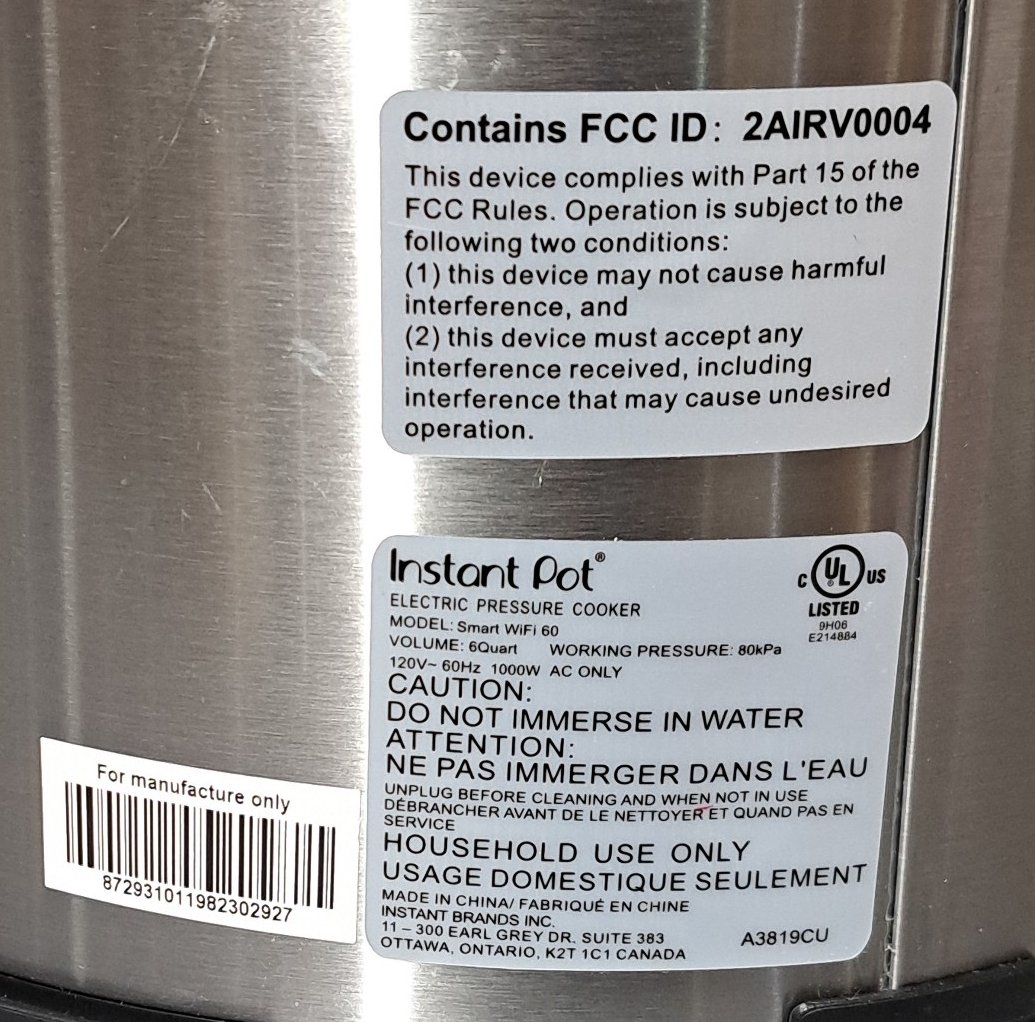 Contains FCC ID: 2AIRV0004
This device complies with Part 15 of the
FCC Rules. Operation is subject to the
following two conditions:
(1) this device may not cause harmful
interference, and
(2) this device must accept any
interference received, including
interference that may cause undesired
operation.
Instant Pot®
ELECTRIC PRESSURE COOKER
MODEL: Smart WiFi 60
VOLUME: 6Quart WORKING PRESSURE: 80kPa
120V~ 60Hz 1000W AC ONLY
C UL® US
LISTED
9H06
E214884
CAUTION:
DO NOT IMMERSE IN WATER
ATTENTION:
NE PAS IMMERGER DANS L'EAU
UNPLUG BEFORE CLEANING AND WHEN NOT IN USE
DÉBRANCHER AVANT DE LE NETTOYER ET QUAND PAS EN
SERVICE
HOUSEHOLD USE ONLY
USAGE DOMESTIQUE SEULEMENT
MADE IN CHINA/ FABRIQUÉ EN CHINE
INSTANT BRANDS INC.
11 – 300 EARL GREY DR. SUITE 383
OTTAWA, ONTARIO, K2T 1C1 CANADA
A3819CU
For manufacture only
872931011982302927